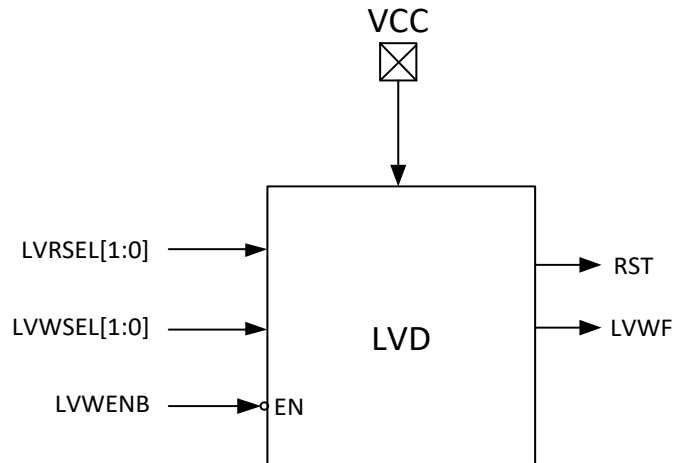 VCC
LVRSEL[1:0]
RST
LVWSEL[1:0]
LVD
LVWF
LVWENB
EN